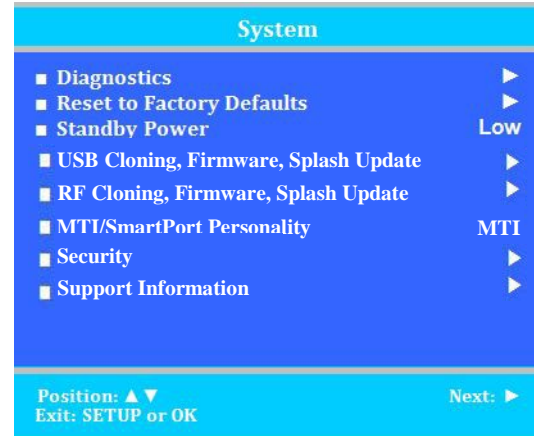 System
■ Diagnostics ▶
■ Reset to Factory Defaults ▶
■ Standby Power Low
■ USB Cloning, Firmware, Splash Update ▶
■ RF Cloning, Firmware, Splash Update ▶
■ MTI/SmartPort Personality MTI
■ Security ▶
■ Support Information ▶
Position: ▲ ▼ Next: ▶
Exit: SETUP or OK